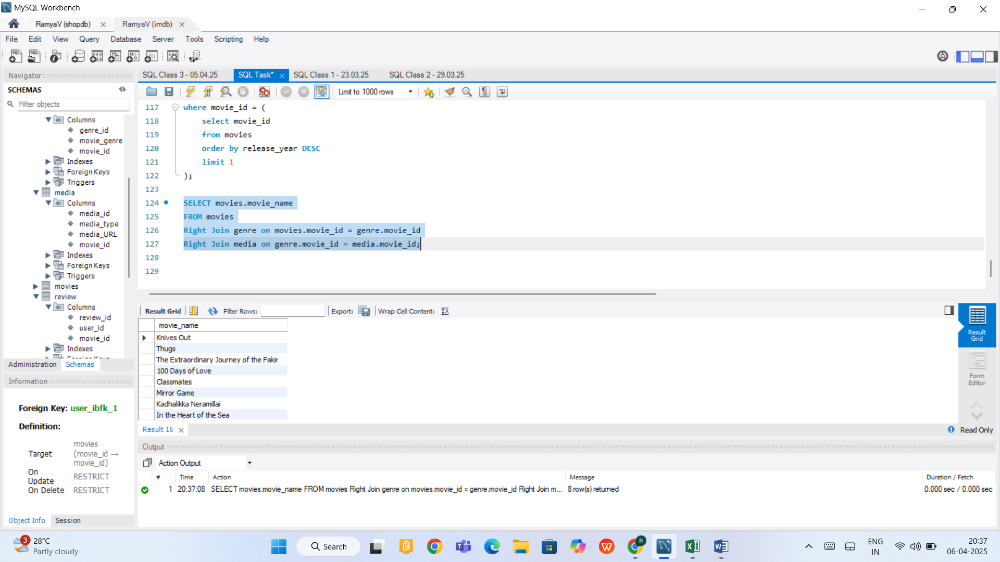 MySQL Workbench
RamyaV (shopdb)
RamyaV (imdb)
File Edit View Query Database Server Tools Scripting Help
Navigator
SCHEMAS
Filter objects
Columns
genre_id
movie_genre
movie_id
Indexes
Foreign Keys
Triggers
media
Columns
media_id
media_type
media_URL
movie_id
Indexes
Foreign Keys
Triggers
movies
review
Columns
review_id
user_id
movie_id
Indexes
Administration Schemas
Information
Foreign Key: user_ibfk_1
Definition:
Target movies (movie_id → movie_id)
On Update RESTRICT
On Delete RESTRICT
Object Info Session
SQL Class 3 - 05.04.25 SQL Task* SQL Class 1 - 23.03.25 SQL Class 2 - 29.03.25
Limit to 1000 rows
117 where movie_id = (
118 select movie_id
119 from movies
120 order by release_year DESC
121 limit 1
122 );
123
124 SELECT movies.movie_name
125 FROM movies
126 Right Join genre on movies.movie_id = genre.movie_id
127 Right Join media on genre.movie_id = media.movie_id;
128
129
Result Grid Filter Rows: Export: Wrap Cell Content:
movie_name
Knives Out
Thugs
The Extraordinary Journey of the Fakir
100 Days of Love
Classmates
Mirror Game
Kadhalikka Neramillai
In the Heart of the Sea
Result Grid
Form Editor
Result 16
Read Only
Output
Action Output
# Time Action Message Duration / Fetch
1 20:37:08 SELECT movies.movie_name FROM movies Right Join genre on movies.movie_id = genre.movie_id Right Join m... 8 row(s) returned 0.000 sec / 0.000 sec
3
28°C
Partly cloudy
Search
R
ENG
IN
20:37
06-04-2025